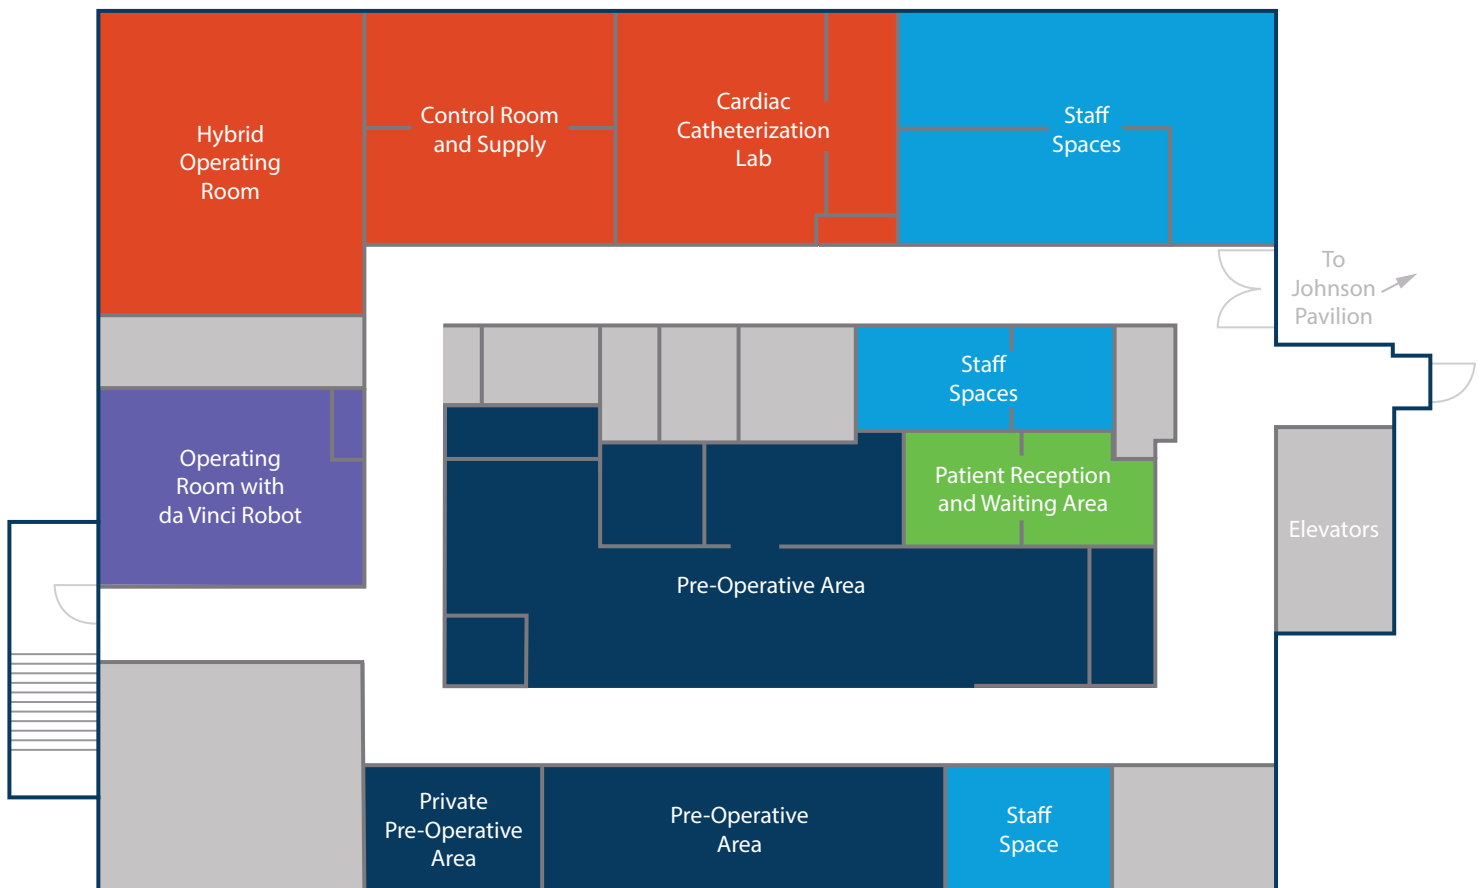 Hybrid
Operating
Room
Control Room
and Supply
Cardiac
Catheterization
Lab
Staff
Spaces
To
Johnson
Pavilion
Staff
Spaces
Operating
Room with
da Vinci Robot
Patient Reception
and Waiting Area
Elevators
Pre-Operative Area
Private
Pre-Operative
Area
Pre-Operative
Area
Staff
Space